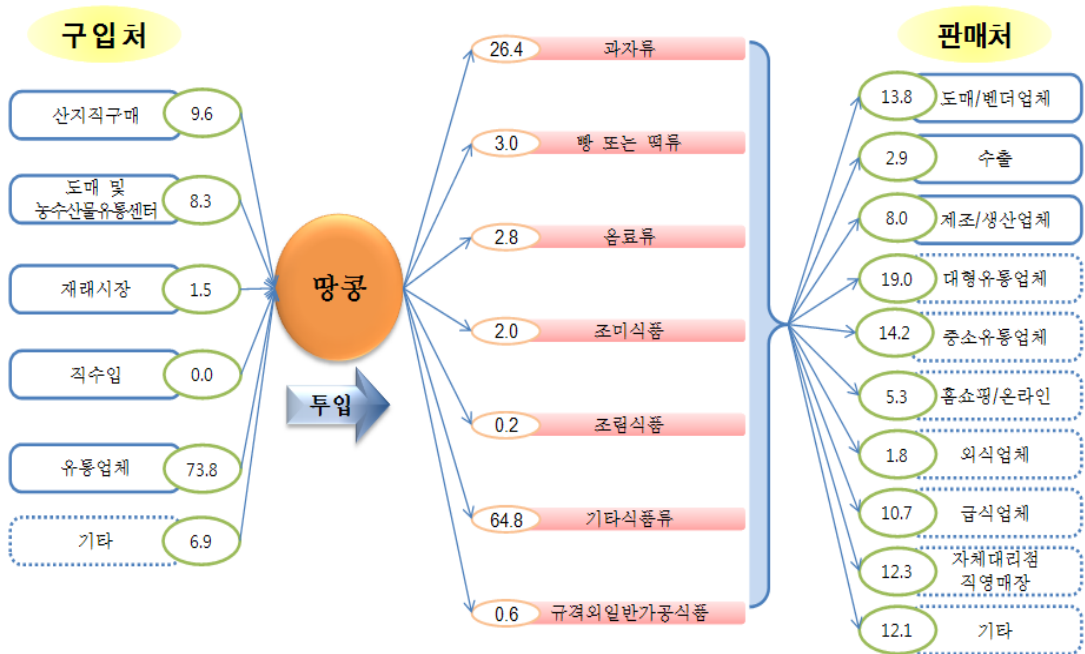 구입처
산지직구매
9.6
도매 및
농수산물유통센터
8.3
재래시장
1.5
직수입
0.0
유통업체
73.8
기타
6.9
땅콩
투입
26.4
과자류
3.0
빵 또는 떡류
2.8
음료류
2.0
조미식품
0.2
조림식품
64.8
기타식품류
0.6
규격외일반가공식품
판매처
13.8
도매/벤더업체
2.9
수출
8.0
제조/생산업체
19.0
대형유통업체
14.2
중소유통업체
5.3
홈쇼핑/온라인
1.8
외식업체
10.7
급식업체
12.3
자체대리점
직영매장
12.1
기타